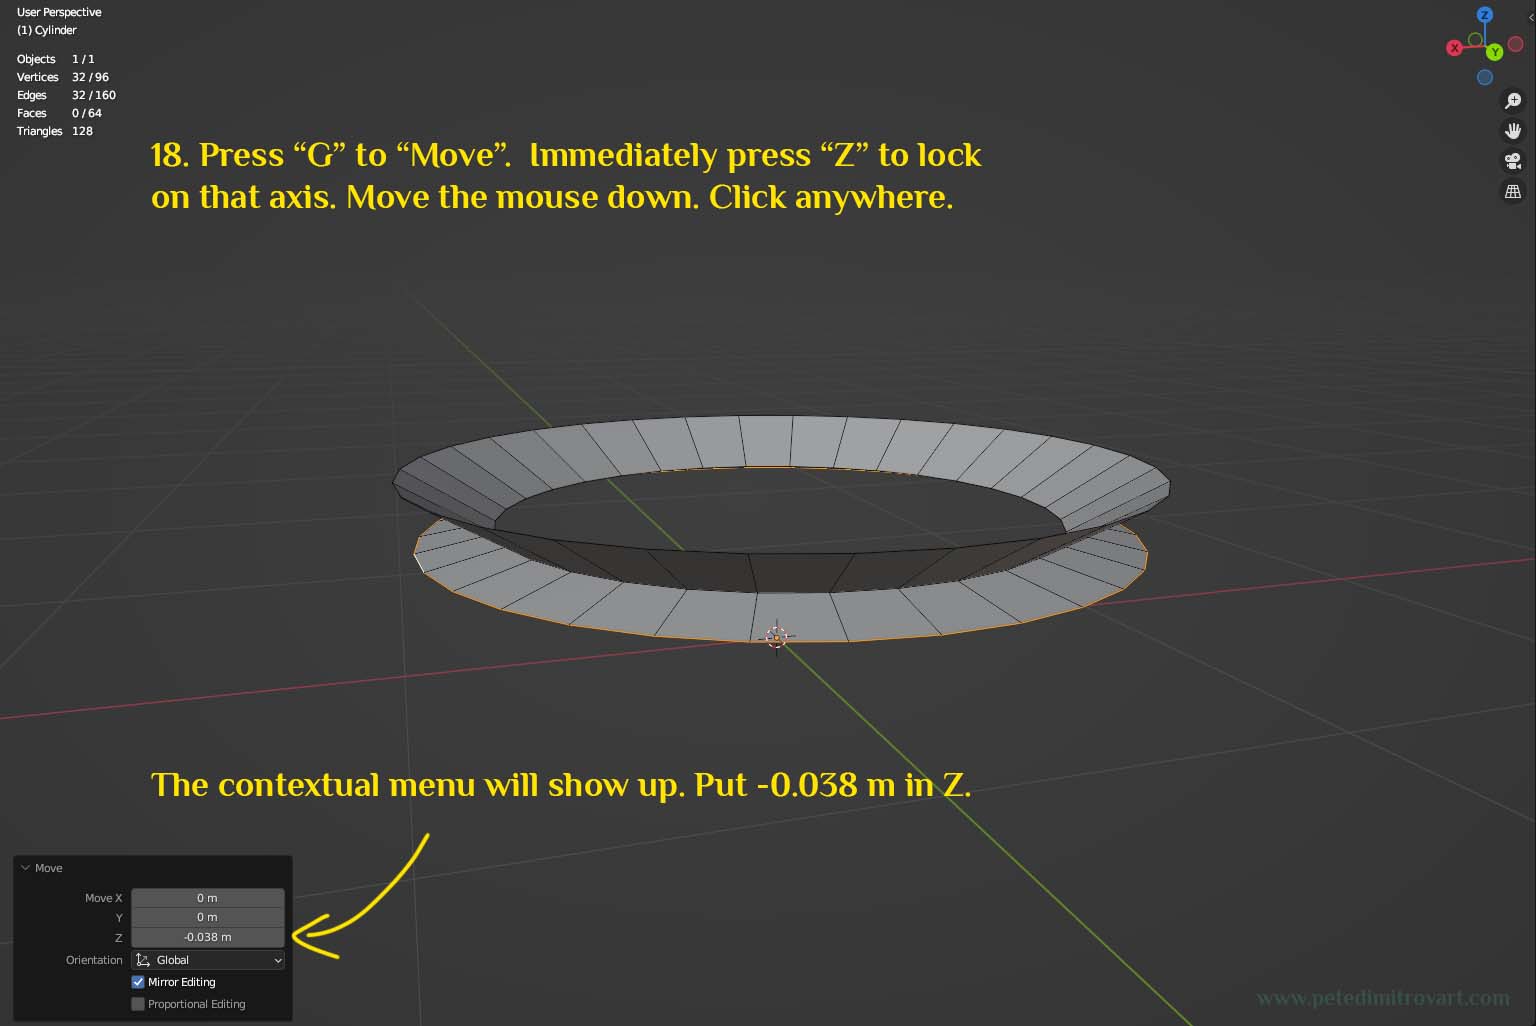 User Perspective
(1) Cylinder
Objects 1 / 1
Vertices 32 / 96
Edges 32 / 160
Faces 0 / 64
Triangles 128
Z
X
Y
18. Press “G” to “Move”.  Immediately press “Z” to lock
on that axis. Move the mouse down. Click anywhere.
The contextual menu will show up. Put -0.038 m in Z.
Move
Move X 0 m
Y 0 m
Z -0.038 m
Orientation Global
Mirror Editing
Proportional Editing
www.petedimitrovart.com